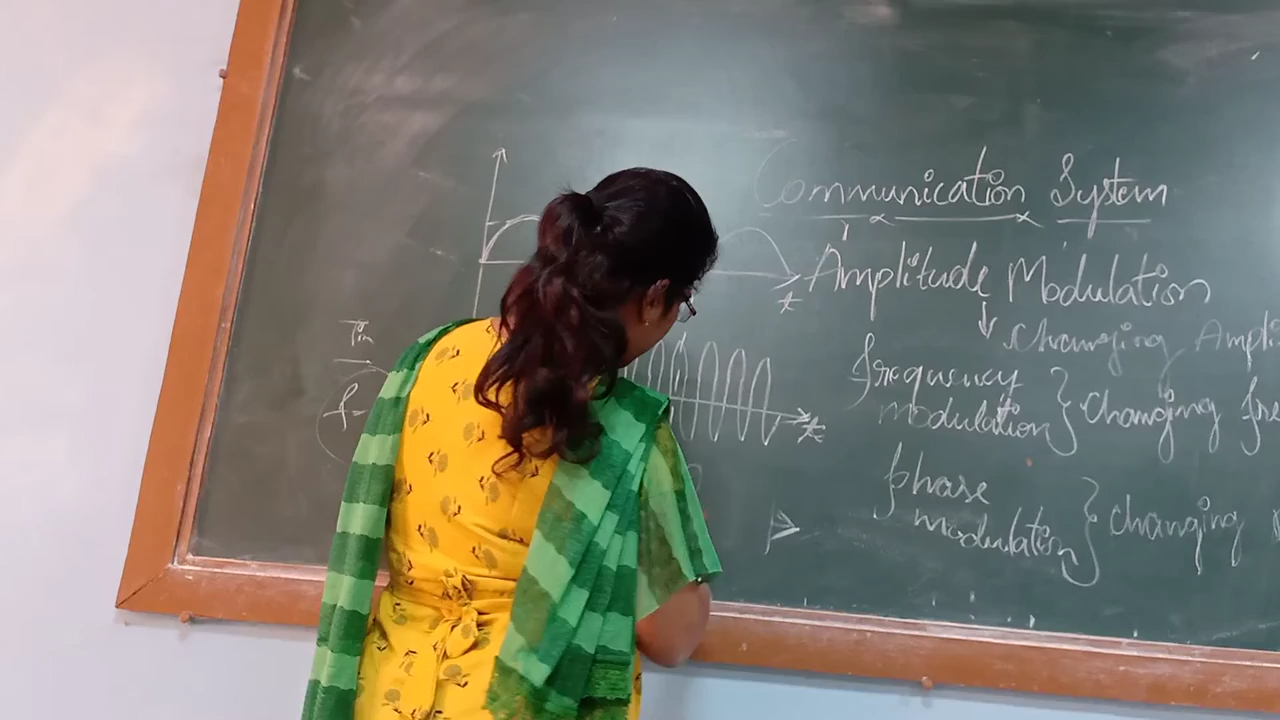 Communication System
Amplitude Modulation
Changing Ampli
frequency
modulation } Changing fre
phase
modulation } Changing
t
t
f=